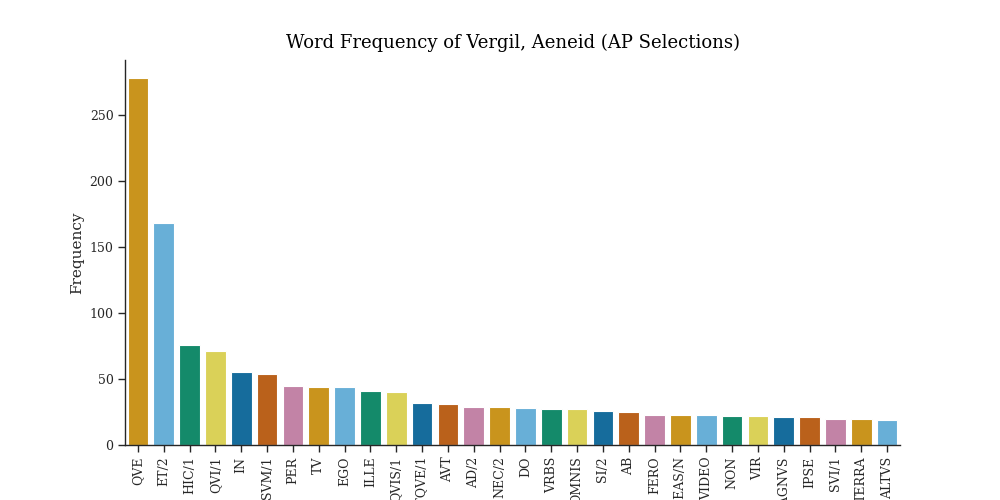 Word Frequency of Vergil, Aeneid (AP Selections)
Frequency
250
200
150
100
50
0
QVE
ET/2
HIC/1
QVI/1
IN
SVM/1
PER
TV
EGO
ILLE
QVIS/1
QVE/1
AVT
AD/2
NEC/2
DO
VRBS
OMNIS
SI/2
AB
FERO
EAS/N
VIDEO
NON
VIR
GNVS
IPSE
SVI/1
TERRA
ALTVS